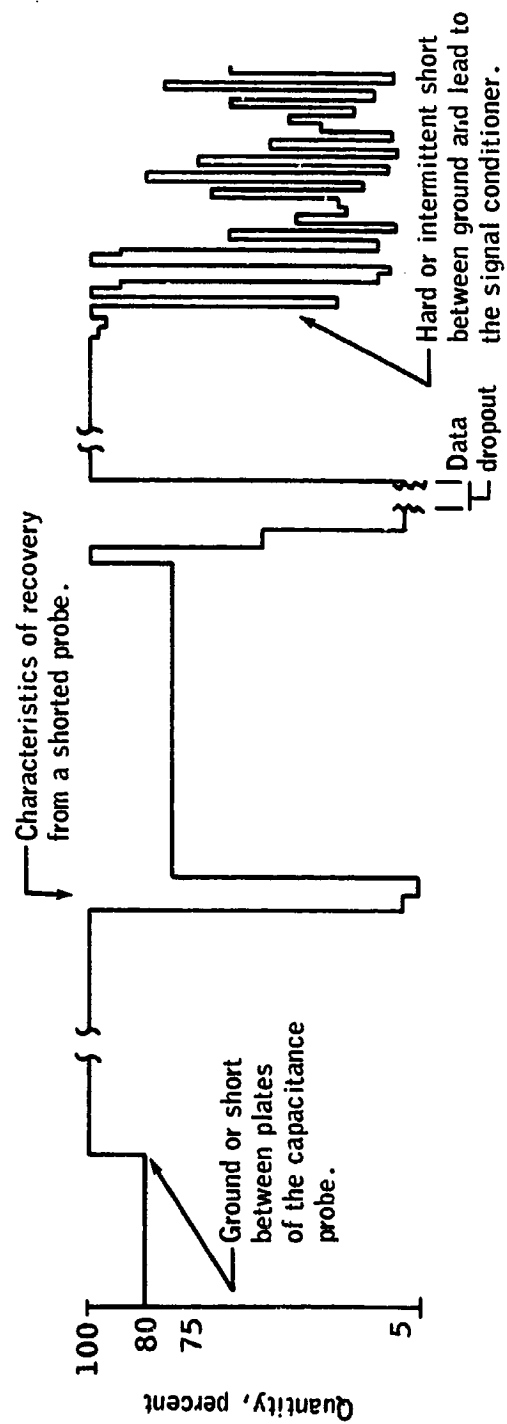 Quantity, percent
100
80
75
5
Ground or short
between plates
of the capacitance
probe.
Characteristics of recovery
from a shorted probe.
Data
dropout
Hard or intermittent short
between ground and lead to
the signal conditioner.